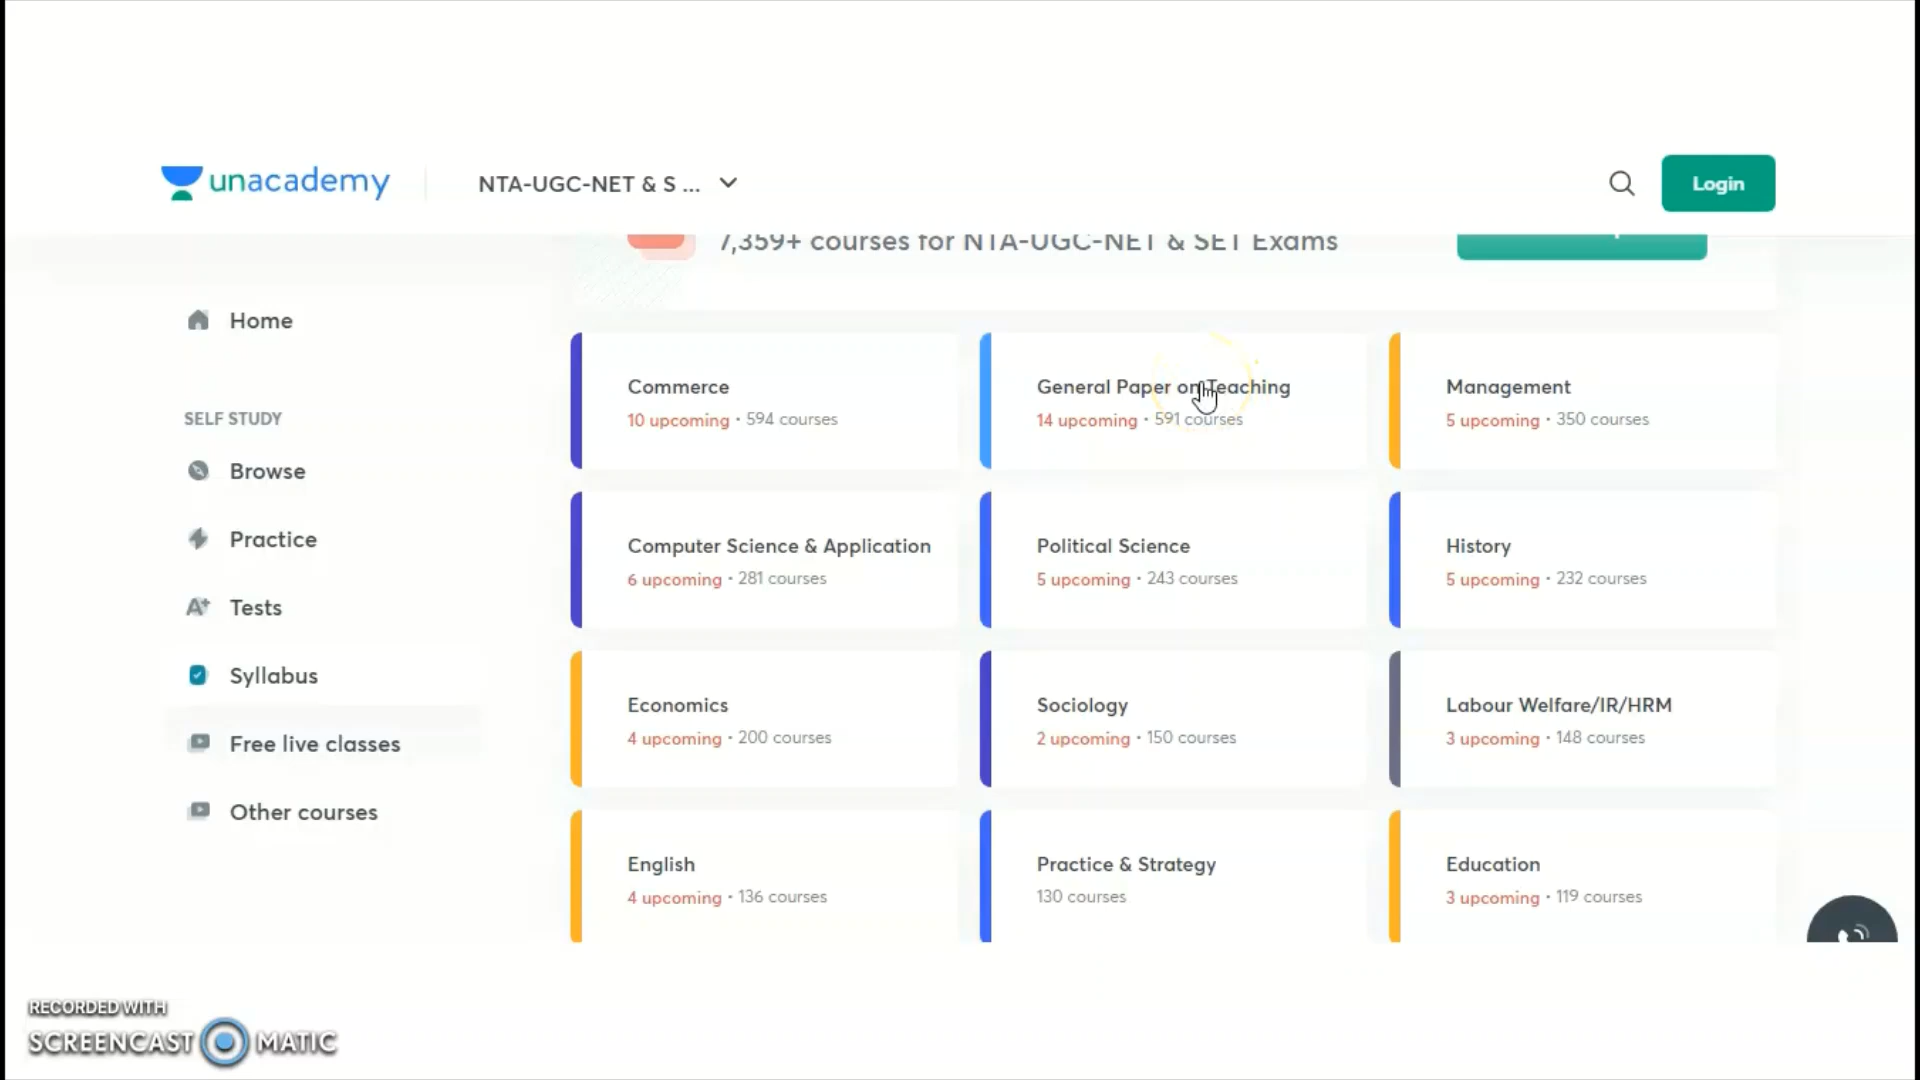 unacademy
NTA-UGC-NET & S ...
Login
7,359+ courses for NTA-UGC-NET & SET Exams
Home
SELF STUDY
Browse
Practice
Tests
Syllabus
Free live classes
Other courses
Commerce
10 upcoming • 594 courses
General Paper on Teaching
14 upcoming • 591 courses
Management
5 upcoming • 350 courses
Computer Science & Application
6 upcoming • 281 courses
Political Science
5 upcoming • 243 courses
History
5 upcoming • 232 courses
Economics
4 upcoming • 200 courses
Sociology
2 upcoming • 150 courses
Labour Welfare/IR/HRM
3 upcoming • 148 courses
English
4 upcoming • 136 courses
Practice & Strategy
130 courses
Education
3 upcoming • 119 courses
RECORDED WITH
SCREENCAST MATIC